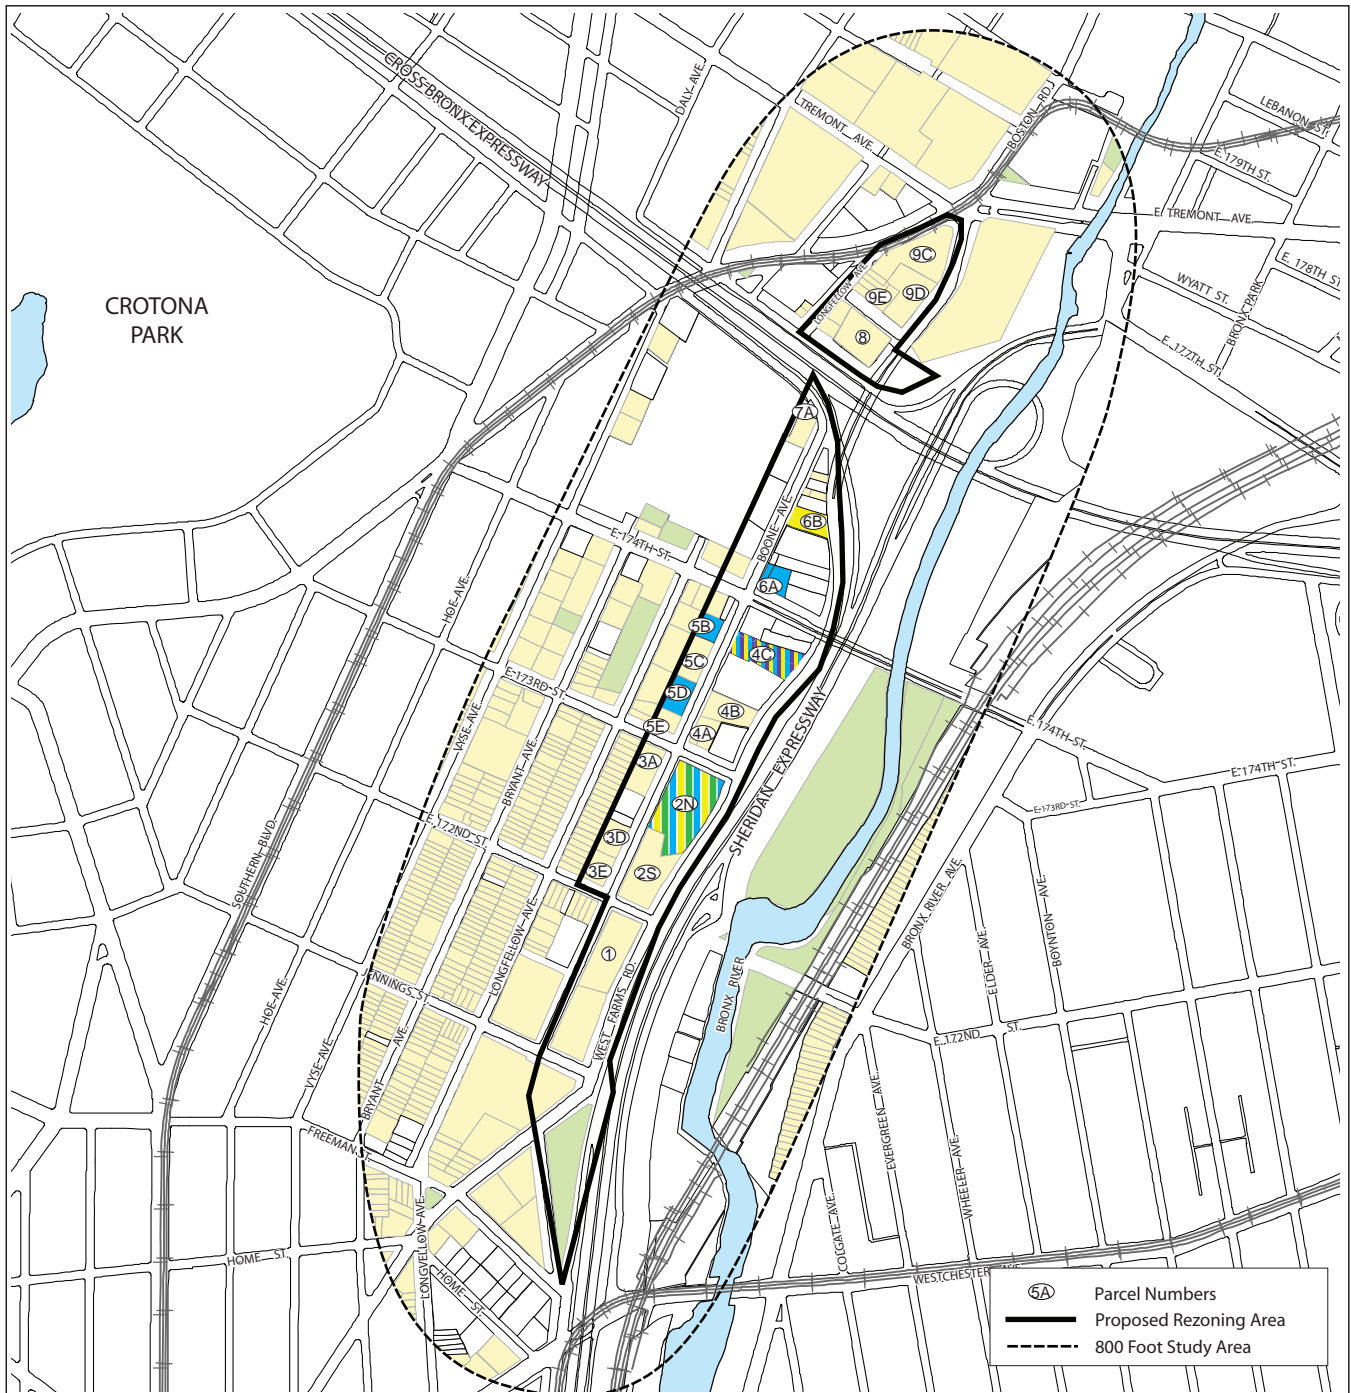 CROSS BRONX EXPRESSWAY
DALY AVE.
TREMONT AVE.
BOSTON RD.
LEBANON ST.
E. 179TH ST.
E. TREMONT AVE.
E. 178TH ST.
WYATT ST.
BRONX PARK
E. 177TH ST.
CROTONA
PARK
LONGFELLOW AVE.
9C
9D
9E
8
7A
BOONE AVE.
6B
6A
E. 174TH ST.
HOE AVE.
5B
5C
5D
5E
4C
4B
4A
E. 173RD ST.
VYSE AVE.
BRYANT AVE.
E. 172ND ST.
3A
3D
3E
2N
2S
SHERIDAN EXPRESSWAY
E. 174TH ST.
E. 174TH ST.
E. 173RD ST.
SOUTHERN BLVD
LONGFELLOW AVE.
1
WEST FARMS RD.
BRONX RIVER
BRONX RIVER AVE.
ELDER AVE.
BOYNTON AVE.
E. 172ND ST.
JENNINGS ST.
HOE AVE.
VYSE AVE.
BRYANT AVE.
FREEMAN ST.
EVERGREEN AVE.
WHEELER AVE.
COLGATE AVE.
HOME ST.
LONGVELLOW AVE.
HOME ST.
WESTCHESTER AVE.
5A Parcel Numbers
Proposed Rezoning Area
800 Foot Study Area